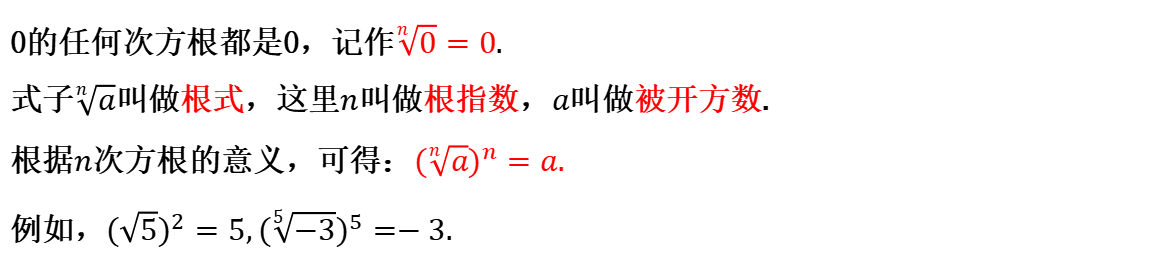 0的任何次方根都是0，记作ⁿ√0 = 0.
式子ⁿ√a叫做根式，这里n叫做根指数，a叫做被开方数.
根据n次方根的意义，可得：(ⁿ√a)ⁿ = a.
例如，(√5)² = 5, (⁵√−3)⁵ =− 3.